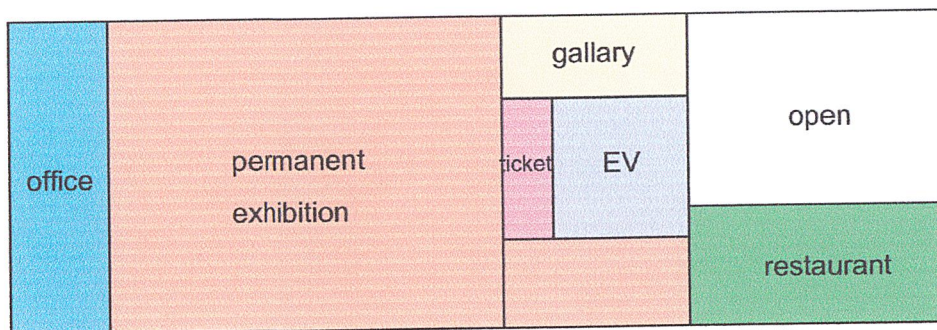 office
permanent
exhibition
gallary
ticket
EV
open
restaurant